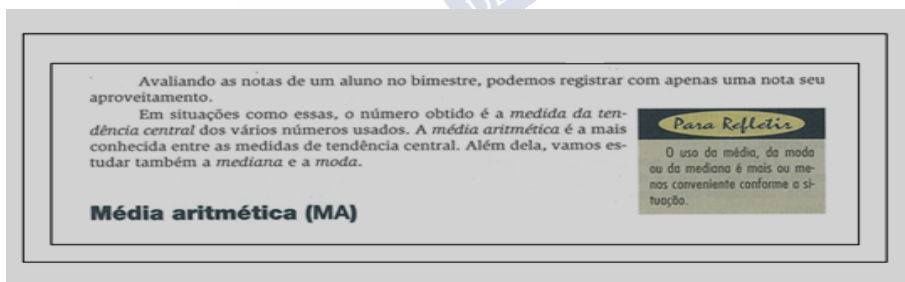 Avaliando as notas de um aluno no bimestre, podemos registrar com apenas uma nota seu
aproveitamento.
Em situações como essas, o número obtido é a medida da ten-
dência central dos vários números usados. A média aritmética é a mais
conhecida entre as medidas de tendência central. Além dela, vamos es-
tudar também a mediana e a moda.
Para Refletir
O uso da média, da moda
ou da mediana é mais ou me-
nos conveniente conforme a si-
tuação.
Média aritmética (MA)